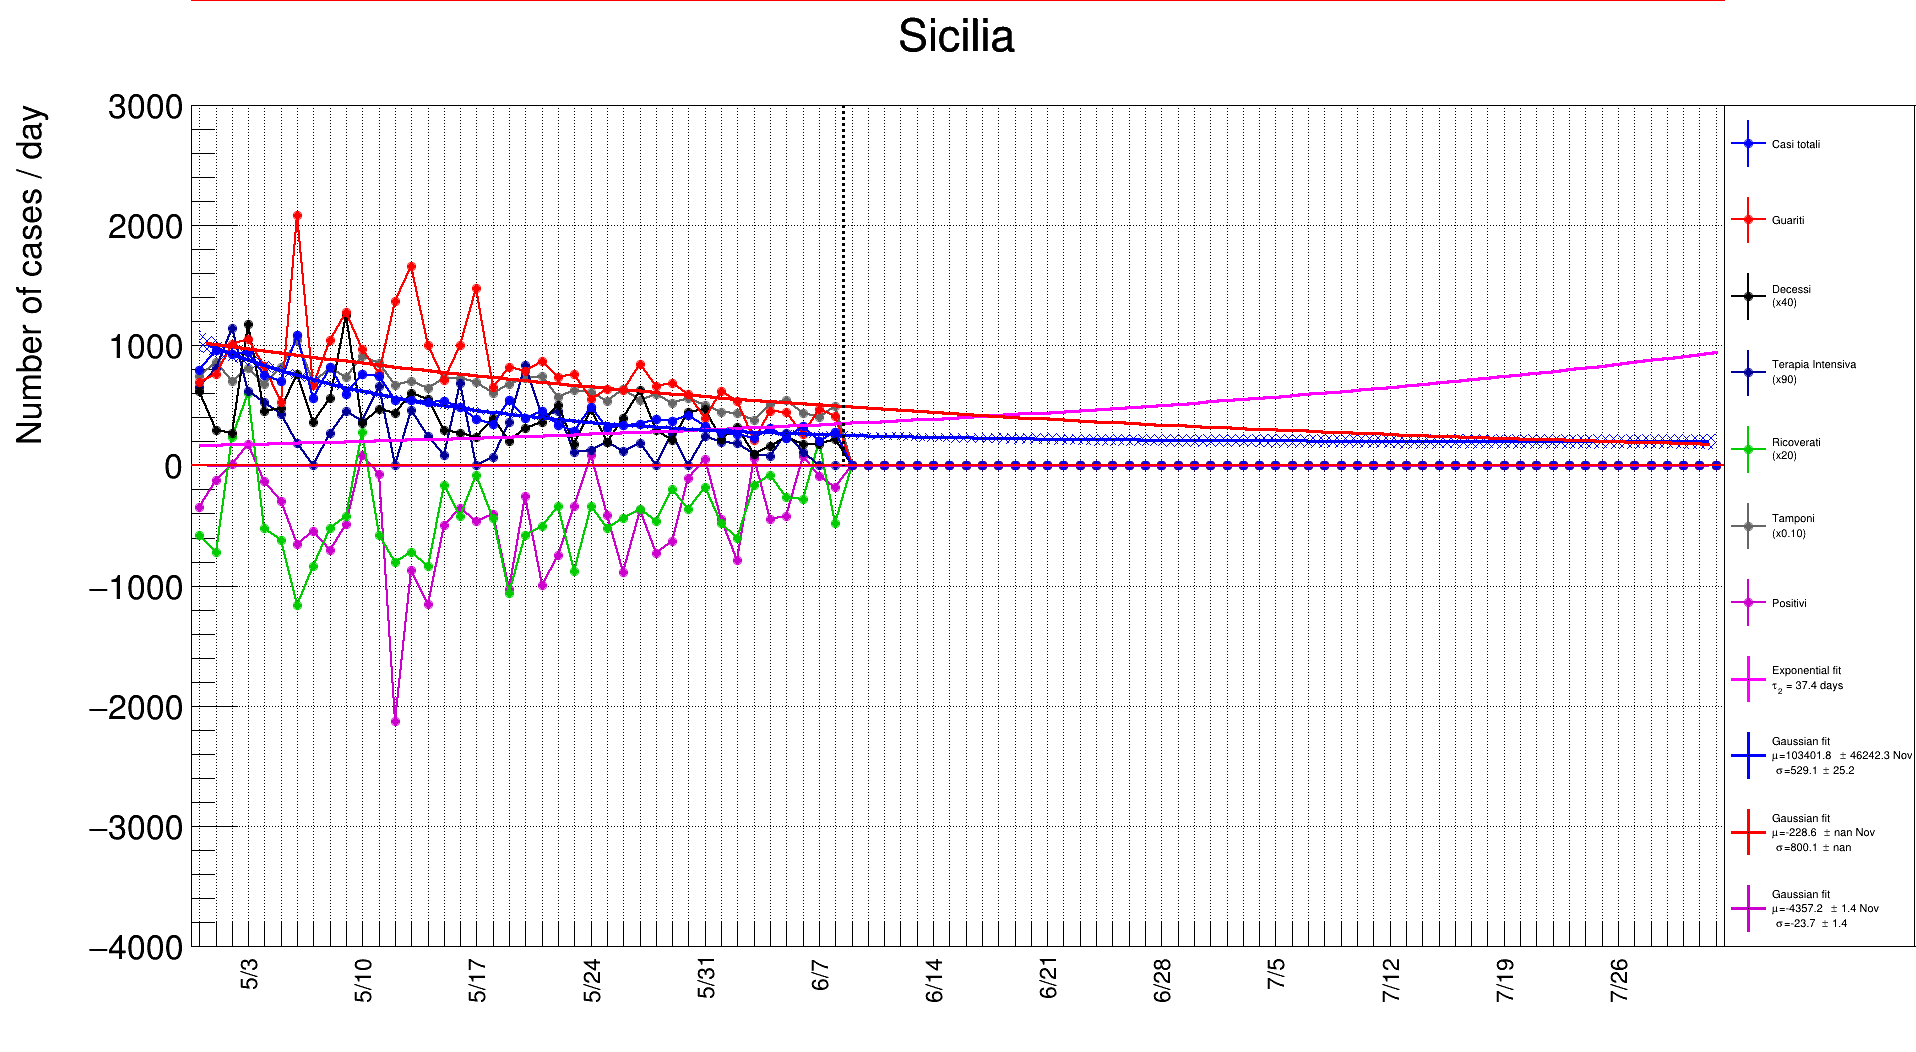 Sicilia
Number of cases / day
3000
2000
1000
0
−1000
−2000
−3000
−4000
5/3
5/10
5/17
5/24
5/31
6/7
6/14
6/21
6/28
7/5
7/12
7/19
7/26
Casi totali
Guariti
Decessi
(x40)
Terapia Intensiva
(x90)
Ricoverati
(x20)
Tamponi
(x0.10)
Positivi
Exponential fit
τ2 = 37.4 days
Gaussian fit
μ=103401.8 ± 46242.3 Nov
σ=529.1 ± 25.2
Gaussian fit
μ=-228.6 ± nan Nov
σ=800.1 ± nan
Gaussian fit
μ=-4357.2 ± 1.4 Nov
σ=-23.7 ± 1.4